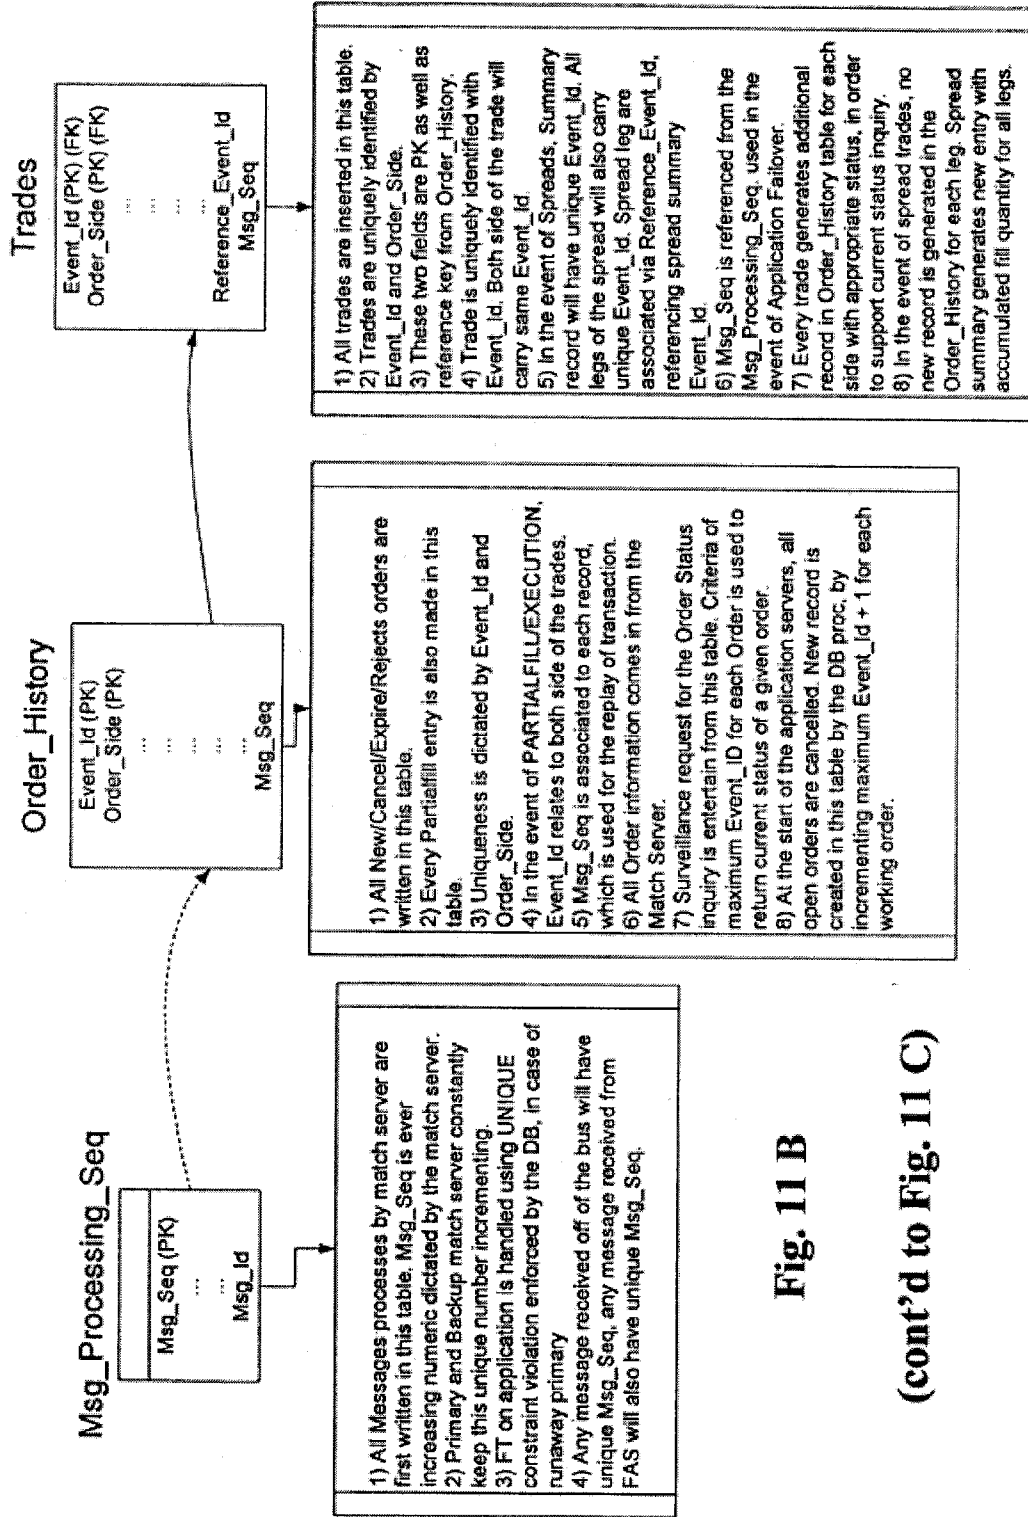 Msg_Processing_Seq
Msg_Seq (PK)
...
...
Msg_Id
1) All Messages processes by match server are
first written in this table. Msg_Seq is ever
increasing numeric dictated by the match server.
2) Primary and Backup match server constantly
keep this unique number incrementing.
3) FT on application is handled using UNIQUE
constraint violation enforced by the DB, in case of
runaway primary
4) Any message received off of the bus will have
unique Msg_Seq, any message received from
FAS will also have unique Msg_Seq.
Order_History
Event_Id (PK)
Order_Side (PK)
...
...
...
...
Msg_Seq
1) All New/Cancel/Expire/Rejects orders are
written in this table.
2) Every Partialfill entry is also made in this
table.
3) Uniqueness is dictated by Event_Id and
Order_Side.
4) In the event of PARTIALFILL/EXECUTION,
Event_Id relates to both side of the trades.
5) Msg_Seq is associated to each record,
which is used for the replay of transaction.
6) All Order information comes in from the
Match Server.
7) Surveillance request for the Order Status
inquiry is entertain from this table. Criteria of
maximum Event_ID for each Order is used to
return current status of a given order.
8) At the start of the application servers, all
open orders are cancelled. New record is
created in this table by the DB proc, by
incrementing maximum Event_Id + 1 for each
working order.
Trades
Event_Id (PK) (FK)
Order_Side (PK) (FK)
...
...
...
...
Reference_Event_Id
Msg_Seq
1) All trades are inserted in this table.
2) Trades are uniquely identified by
Event_Id and Order_Side.
3) These two fields are PK as well as
reference key from Order_History.
4) Trade is uniquely identified with
Event_Id. Both side of the trade will
carry same Event_Id.
5) In the event of Spreads, Summary
record will have unique Event_Id. All
legs of the spread will also carry
unique Event_Id. Spread leg are
associated via Reference_Event_Id,
referencing spread summary
Event_Id.
6) Msg_Seq is referenced from the
Msg_Processing_Seq, used in the
event of Application Failover.
7) Every trade generates additional
record in Order_History table for each
side with appropriate status, in order
to support current status inquiry.
8) In the event of spread trades, no
new record is generated in the
Order_History for each leg. Spread
summary generates new entry with
accumulated fill quantity for all legs.
Fig. 11 B
(cont'd to Fig. 11 C)